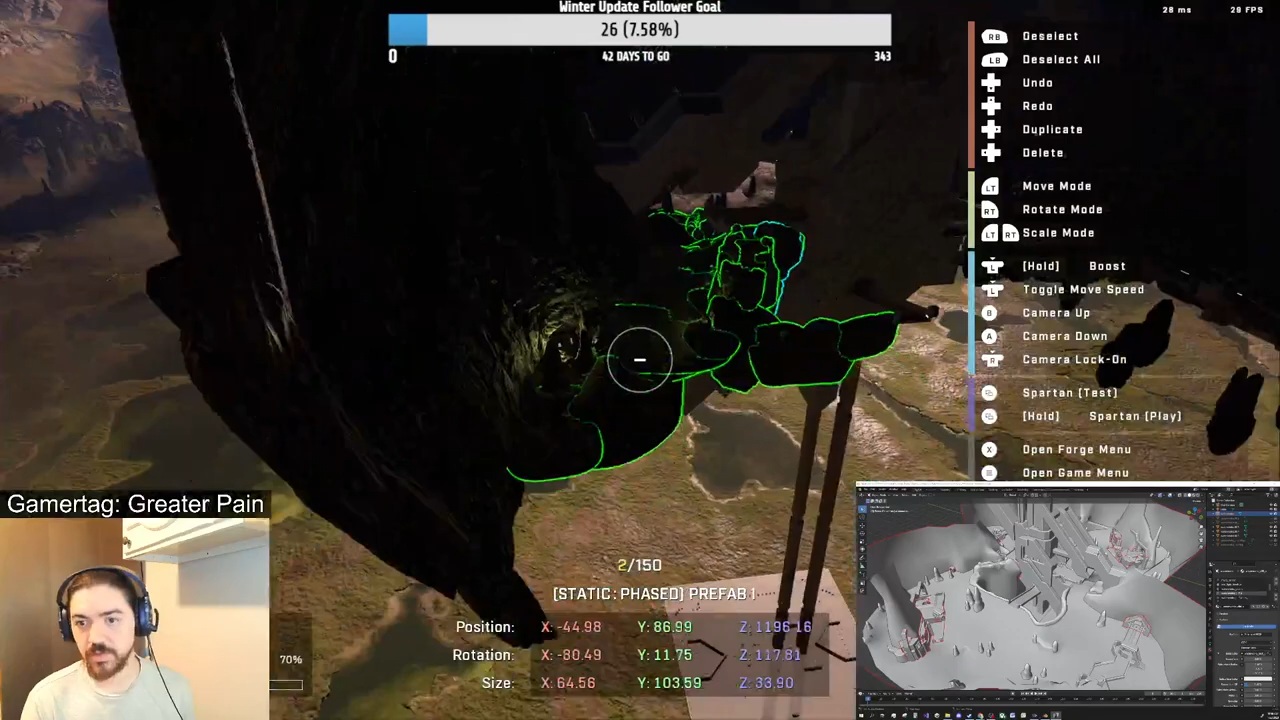 Winter Update Follower Goal
26 (7.58%)
0
42 DAYS TO GO
343
28 ms
29 FPS
RB Deselect
LB Deselect All
Undo
Redo
Duplicate
Delete
LT Move Mode
RT Rotate Mode
LT RT Scale Mode
L [Hold] Boost
L Toggle Move Speed
B Camera Up
A Camera Down
R Camera Lock-On
Spartan (Test)
[Hold] Spartan (Play)
X Open Forge Menu
Open Game Menu
Gamertag: Greater Pain
70%
2/150
[STATIC: PHASED] PREFAB 1
Position: X: -44.98 Y: 86.99 Z: 1196.16
Rotation: X: -80.49 Y: 11.75 Z: 117.81
Size: X: 64.56 Y: 103.59 Z: 33.90